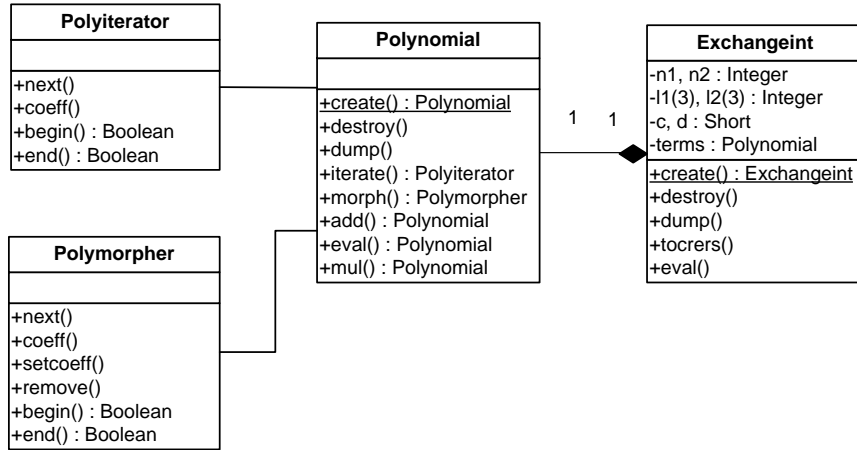 Polyiterator
+next()
+coeff()
+begin() : Boolean
+end() : Boolean
Polymorpher
+next()
+coeff()
+setcoeff()
+remove()
+begin() : Boolean
+end() : Boolean
Polynomial
+create() : Polynomial
+destroy()
+dump()
+iterate() : Polyiterator
+morph() : Polymorpher
+add() : Polynomial
+eval() : Polynomial
+mul() : Polynomial
1 1
Exchangeint
-n1, n2 : Integer
-l1(3), l2(3) : Integer
-c, d : Short
-terms : Polynomial
+create() : Exchangeint
+destroy()
+dump()
+tocrers()
+eval()